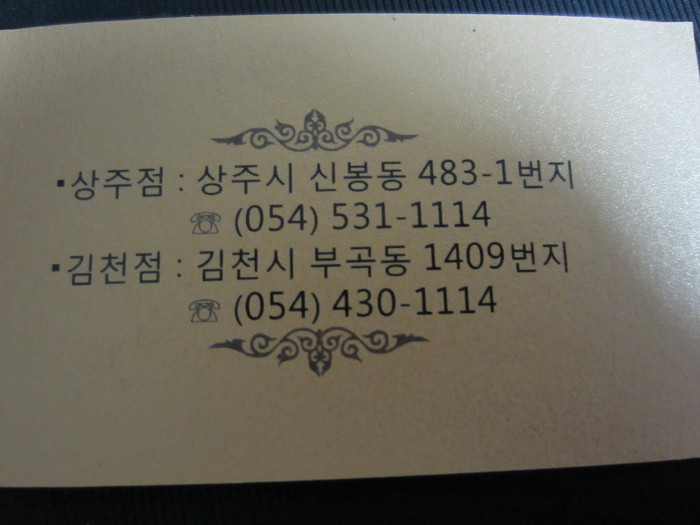 ▪상주점 : 상주시 신봉동 483-1번지
☏ (054) 531-1114
▪김천점 : 김천시 부곡동 1409번지
☏ (054) 430-1114